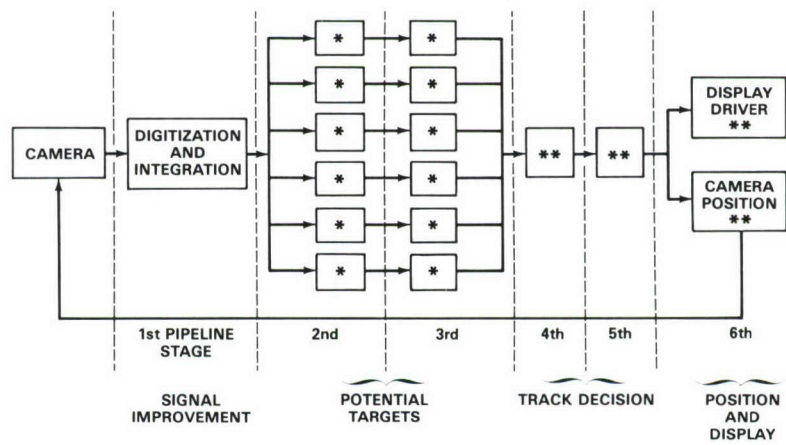 CAMERA
DIGITIZATION
AND
INTEGRATION
*
*
*
*
*
*
*
*
*
*
*
*
**
**
DISPLAY
DRIVER
**
CAMERA
POSITION
**
1st PIPELINE
STAGE
2nd
3rd
4th
5th
6th
SIGNAL
IMPROVEMENT
POTENTIAL
TARGETS
TRACK DECISION
POSITION
AND
DISPLAY